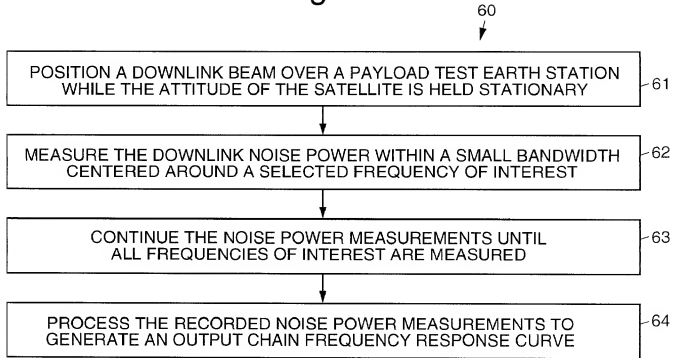 60
POSITION A DOWNLINK BEAM OVER A PAYLOAD TEST EARTH STATION
WHILE THE ATTITUDE OF THE SATELLITE IS HELD STATIONARY
61
MEASURE THE DOWNLINK NOISE POWER WITHIN A SMALL BANDWIDTH
CENTERED AROUND A SELECTED FREQUENCY OF INTEREST
62
CONTINUE THE NOISE POWER MEASUREMENTS UNTIL
ALL FREQUENCIES OF INTEREST ARE MEASURED
63
PROCESS THE RECORDED NOISE POWER MEASUREMENTS TO
GENERATE AN OUTPUT CHAIN FREQUENCY RESPONSE CURVE
64